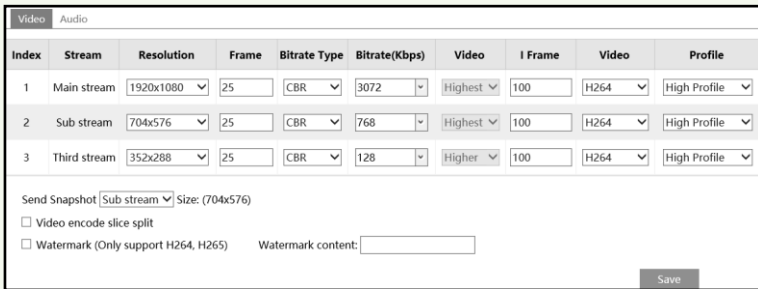 Video Audio
Index Stream Resolution Frame Bitrate Type Bitrate(Kbps) Video I Frame Video Profile
1 Main stream 1920x1080 25 CBR 3072 Highest 100 H264 High Profile
2 Sub stream 704x576 25 CBR 768 Highest 100 H264 High Profile
3 Third stream 352x288 25 CBR 128 Higher 100 H264 High Profile
Send Snapshot Sub stream Size: (704x576)
Video encode slice split
Watermark (Only support H264, H265) Watermark content:
Save